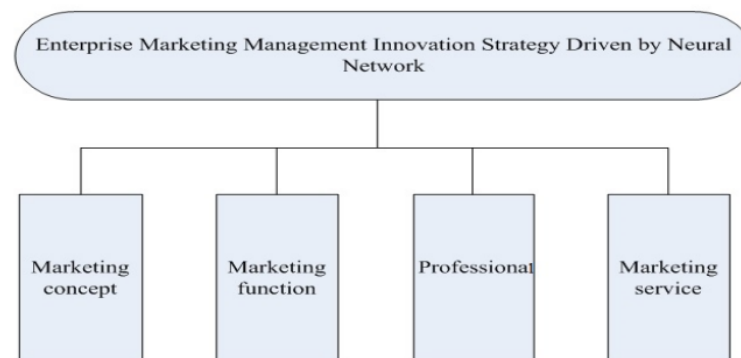 Enterprise Marketing Management Innovation Strategy Driven by Neural
Network
Marketing
concept
Marketing
function
Professional
Marketing
service